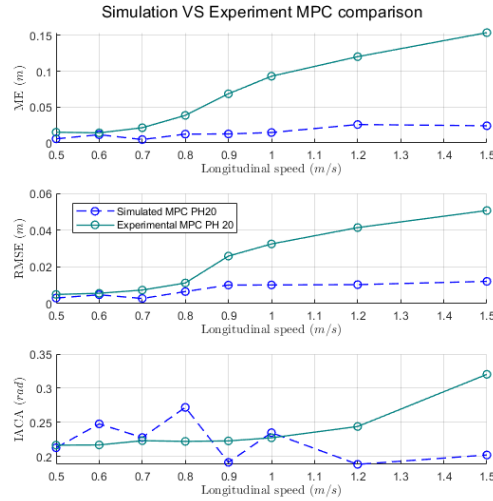 Simulation VS Experiment MPC comparison
0.15
0.1
0.05
0
ME (m)
0.5 0.6 0.7 0.8 0.9 1 1.1 1.2 1.3 1.4 1.5
Longitudinal speed (m/s)
0.06
0.04
0.02
0
RMSE (m)
Simulated MPC PH20
Experimental MPC PH 20
0.5 0.6 0.7 0.8 0.9 1 1.1 1.2 1.3 1.4 1.5
Longitudinal speed (m/s)
0.35
0.3
0.25
0.2
IACA (rad)
0.5 0.6 0.7 0.8 0.9 1 1.1 1.2 1.3 1.4 1.5
Longitudinal speed (m/s)